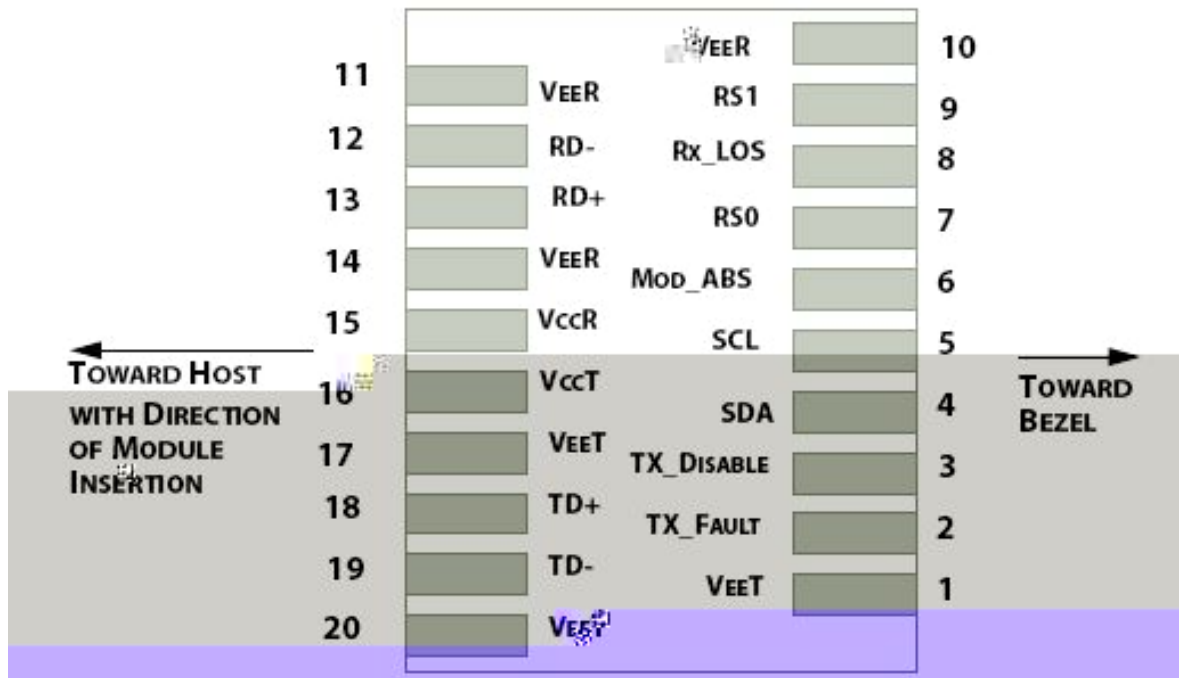 VEER 10
11 VEER
RS1 9
12 RD-
Rx_LOS 8
13 RD+
RS0 7
14 VEER
MOD_ABS 6
15 VCCR
SCL 5
TOWARD HOST
WITH DIRECTION
OF MODULE
INSERTION
TOWARD
BEZEL
16 VCCT
SDA 4
17 VEET
TX_DISABLE 3
18 TD+
TX_FAULT 2
19 TD-
VEET 1
20 VEET